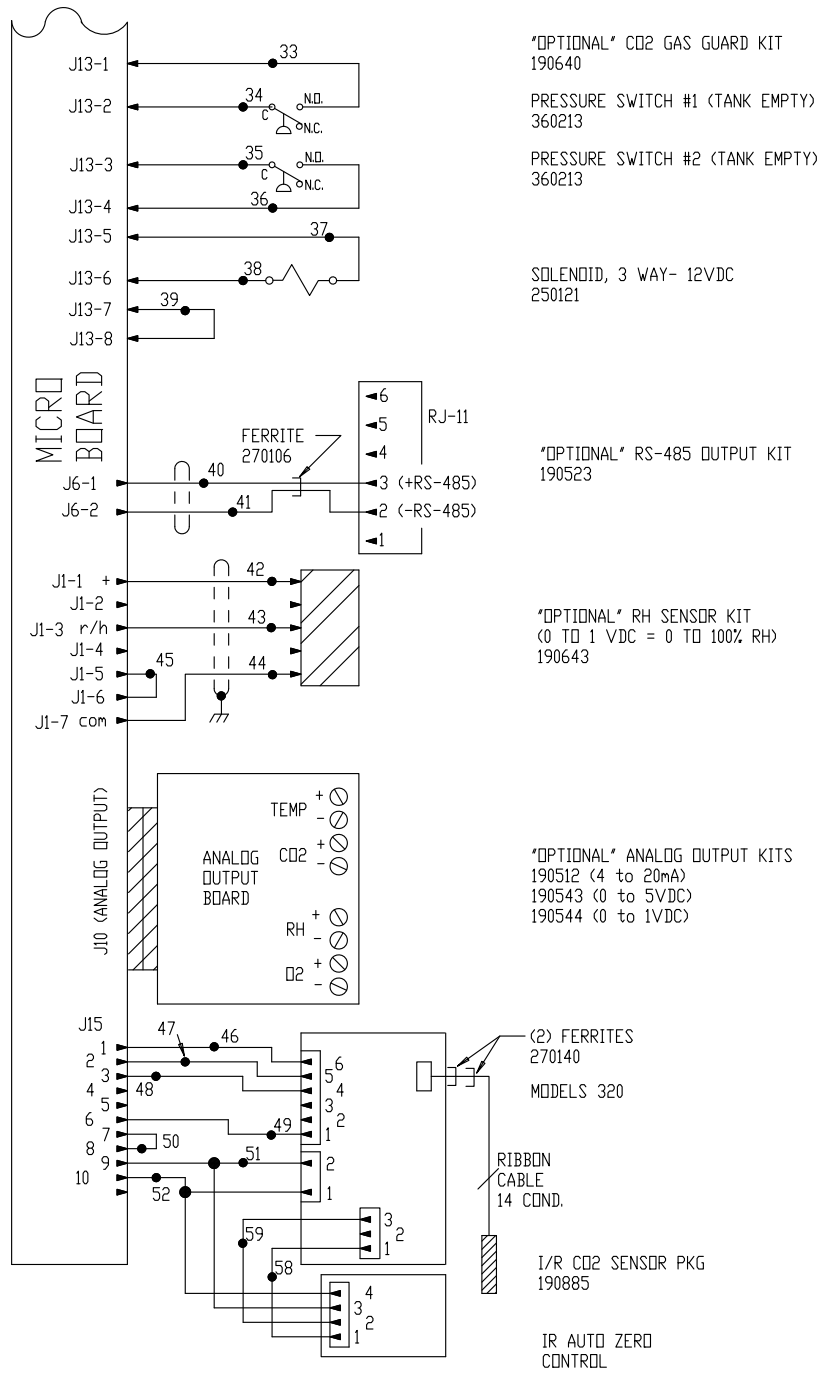 33
"OPTIONAL" CO2 GAS GUARD KIT
190640
J13-1
34
N.O.
C
N.C.
J13-2
PRESSURE SWITCH #1 (TANK EMPTY)
360213
35
N.O.
C
N.C.
J13-3
PRESSURE SWITCH #2 (TANK EMPTY)
360213
36
J13-4
37
J13-5
38
J13-6
SOLENOID, 3 WAY- 12VDC
250121
39
J13-7
J13-8
MICRO
BOARD
6
5
4
3 (+RS-485)
2 (-RS-485)
1
RJ-11
FERRITE
270106
"OPTIONAL" RS-485 OUTPUT KIT
190523
J6-1
40
J6-2
41
J1-1 +
42
J1-2
J1-3 r/h
43
J1-4
J1-5
45
44
J1-6
J1-7 com
"OPTIONAL" RH SENSOR KIT
(0 TO 1 VDC = 0 TO 100% RH)
190643
J10 (ANALOG OUTPUT)
ANALOG
OUTPUT
BOARD
TEMP + -
CO2 + -
RH + -
O2 + -
"OPTIONAL" ANALOG OUTPUT KITS
190512 (4 to 20mA)
190543 (0 to 5VDC)
190544 (0 to 1VDC)
J15
1
2
3
4
5
6
7
8
9
10
47
46
48
49
50
51
52
6
5
4
3
2
1
2
1
3
2
1
59
58
4
3
2
1
(2) FERRITES
270140
MODELS 320
RIBBON
CABLE
14 COND.
I/R CO2 SENSOR PKG
190885
IR AUTO ZERO
CONTROL